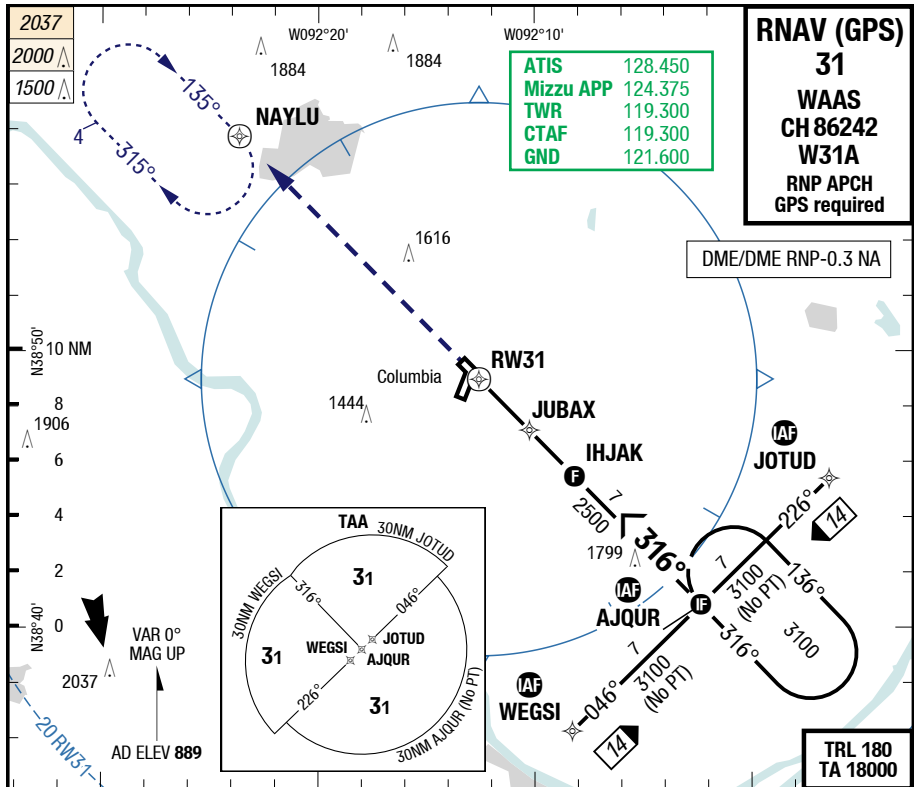 2037
2000
1500
W092°20'
W092°10'
1884
1884
ATIS 128.450
Mizzu APP 124.375
TWR 119.300
CTAF 119.300
GND 121.600
RNAV (GPS)
31
WAAS
CH 86242
W31A
RNP APCH
GPS required
DME/DME RNP-0.3 NA
135°
315°
4
NAYLU
1616
N38°50'
10 NM
8
6
4
2
0
N38°40'
Columbia
RW31
1444
1906
JUBAX
IHJAK
F
7
2500
316°
1799
IAF
JOTUD
226°
14
7
3100
(No PT)
136°
3100
316°
IAF
AJQUR
IF
7
3100
(No PT)
046°
IAF
WEGSI
14
TAA
30NM JOTUD
30NM WEGSI
30NM AJQUR (No PT)
31
31
31
316°
046°
226°
WEGSI
JOTUD
AJQUR
VAR 0°
MAG UP
2037
AD ELEV 889
20 RW31
TRL 180
TA 18000